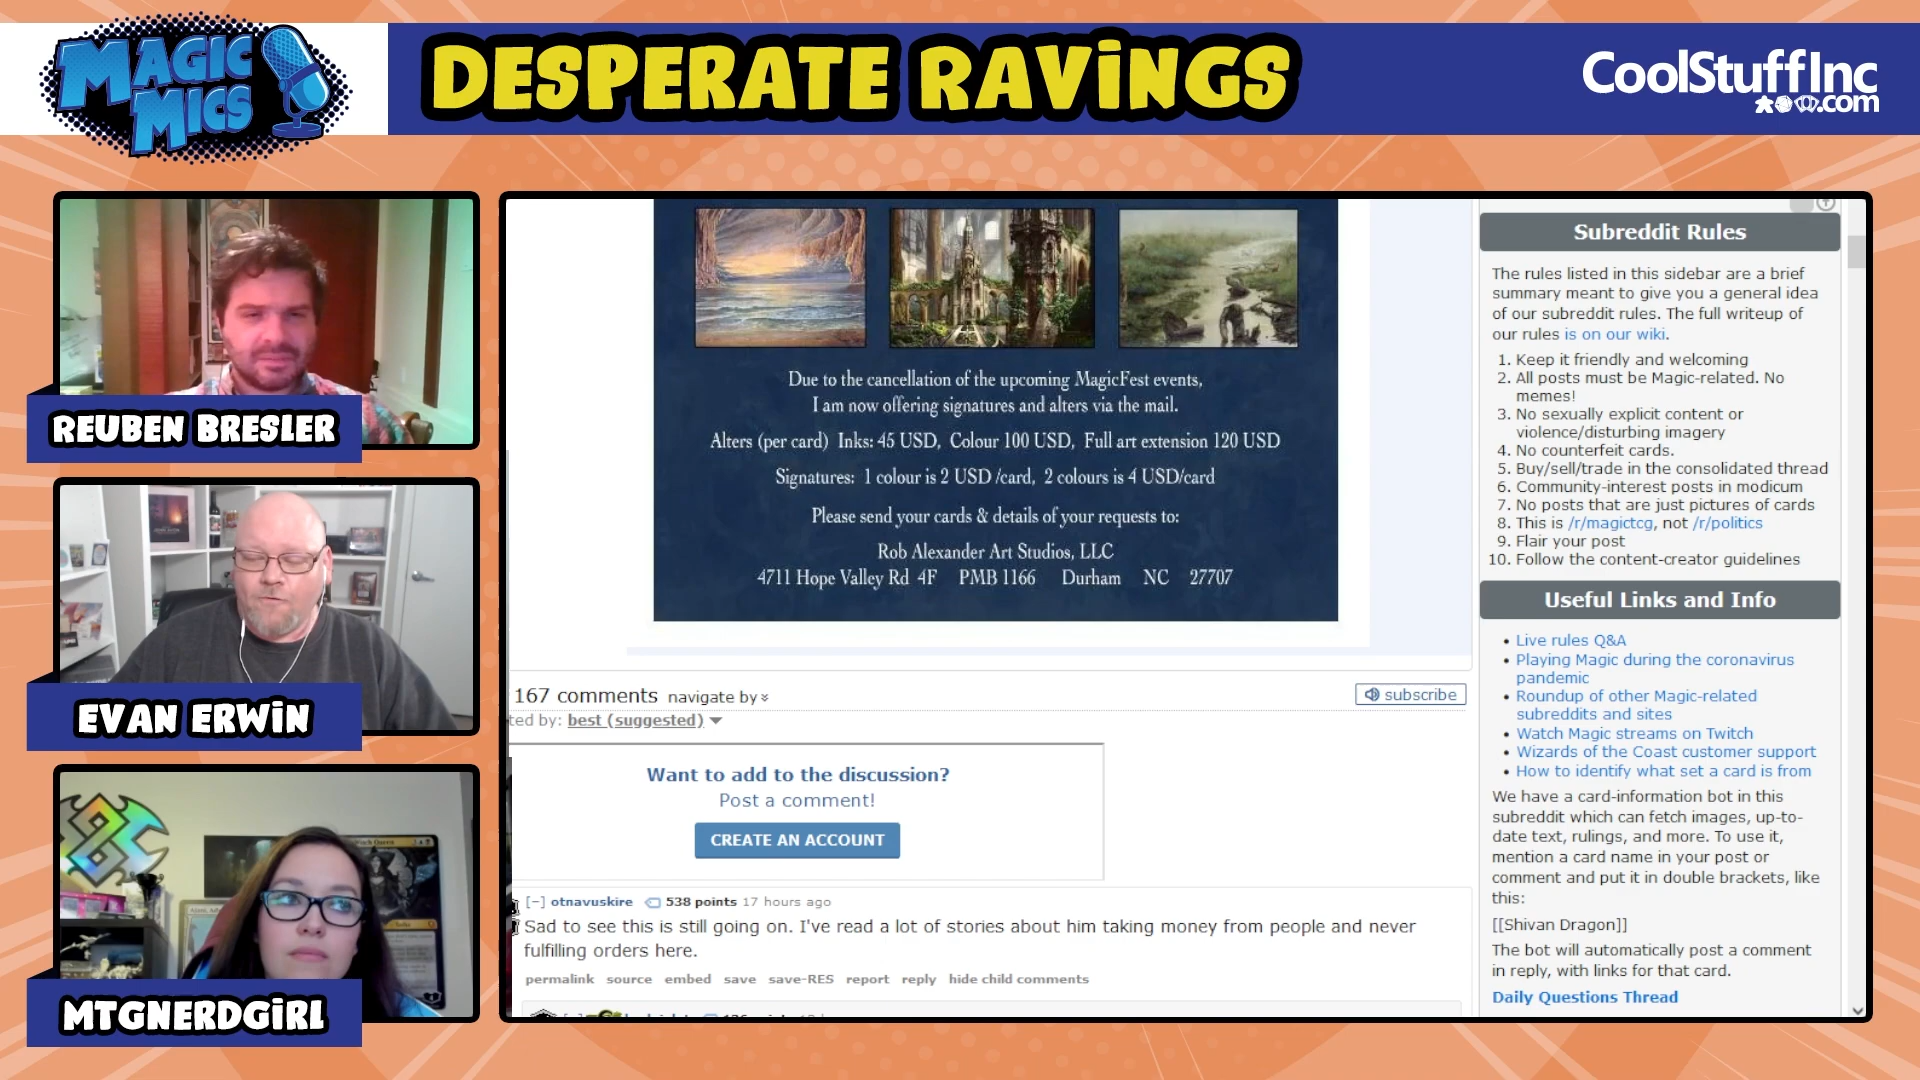 MAGIC
MICS
DESPERATE RAVINGS
CoolStuffInc
.com
REUBEN BRESLER
EVAN ERWIN
MTGNERDGIRL
Due to the cancellation of the upcoming MagicFest events,
I am now offering signatures and alters via the mail.
Alters (per card) Inks: 45 USD, Colour 100 USD, Full art extension 120 USD
Signatures: 1 colour is 2 USD /card, 2 colours is 4 USD/card
Please send your cards & details of your requests to:
Rob Alexander Art Studios, LLC
4711 Hope Valley Rd 4F PMB 1166 Durham NC 27707
167 comments navigate by
subscribe
ted by: best (suggested)
Want to add to the discussion?
Post a comment!
CREATE AN ACCOUNT
[–] otnavuskire 538 points 17 hours ago
Sad to see this is still going on. I've read a lot of stories about him taking money from people and never
fulfilling orders here.
permalink source embed save save-RES report reply hide child comments
Subreddit Rules
The rules listed in this sidebar are a brief
summary meant to give you a general idea
of our subreddit rules. The full writeup of
our rules is on our wiki.
1. Keep it friendly and welcoming
2. All posts must be Magic-related. No
memes!
3. No sexually explicit content or
violence/disturbing imagery
4. No counterfeit cards.
5. Buy/sell/trade in the consolidated thread
6. Community-interest posts in modicum
7. No posts that are just pictures of cards
8. This is /r/magictcg, not /r/politics
9. Flair your post
10. Follow the content-creator guidelines
Useful Links and Info
• Live rules Q&A
• Playing Magic during the coronavirus
pandemic
• Roundup of other Magic-related
subreddits and sites
• Watch Magic streams on Twitch
• Wizards of the Coast customer support
• How to identify what set a card is from
We have a card-information bot in this
subreddit which can fetch images, up-to-
date text, rulings, and more. To use it,
mention a card name in your post or
comment and put it in double brackets, like
this:
[[Shivan Dragon]]
The bot will automatically post a comment
in reply, with links for that card.
Daily Questions Thread